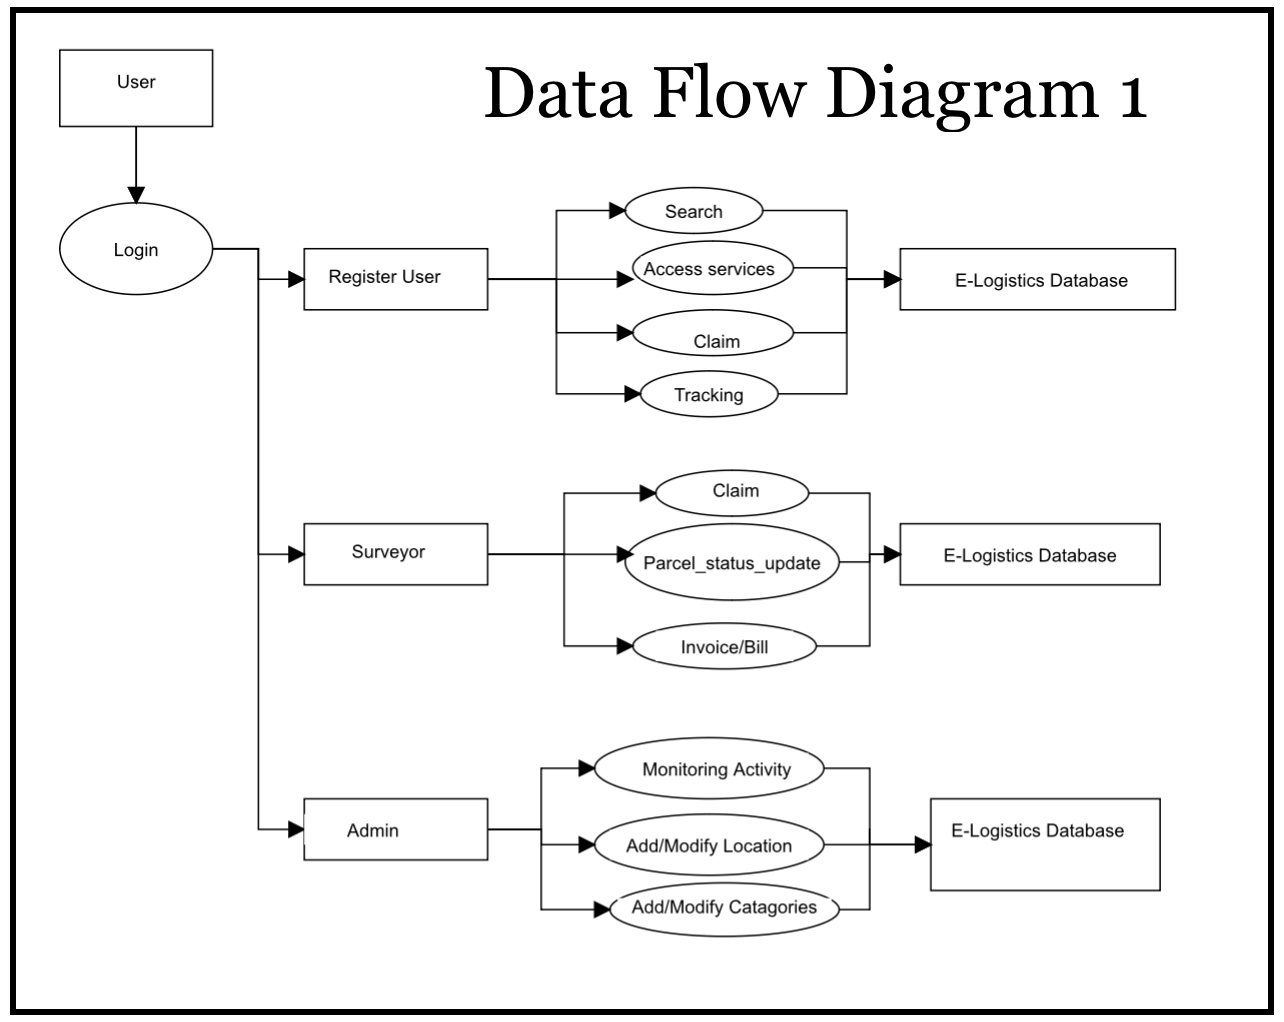 User
Data Flow Diagram 1
Login
Register User
Search
Access services
Claim
Tracking
E-Logistics Database
Surveyor
Claim
Parcel_status_update
Invoice/Bill
E-Logistics Database
Admin
Monitoring Activity
Add/Modify Location
Add/Modify Catagories
E-Logistics Database